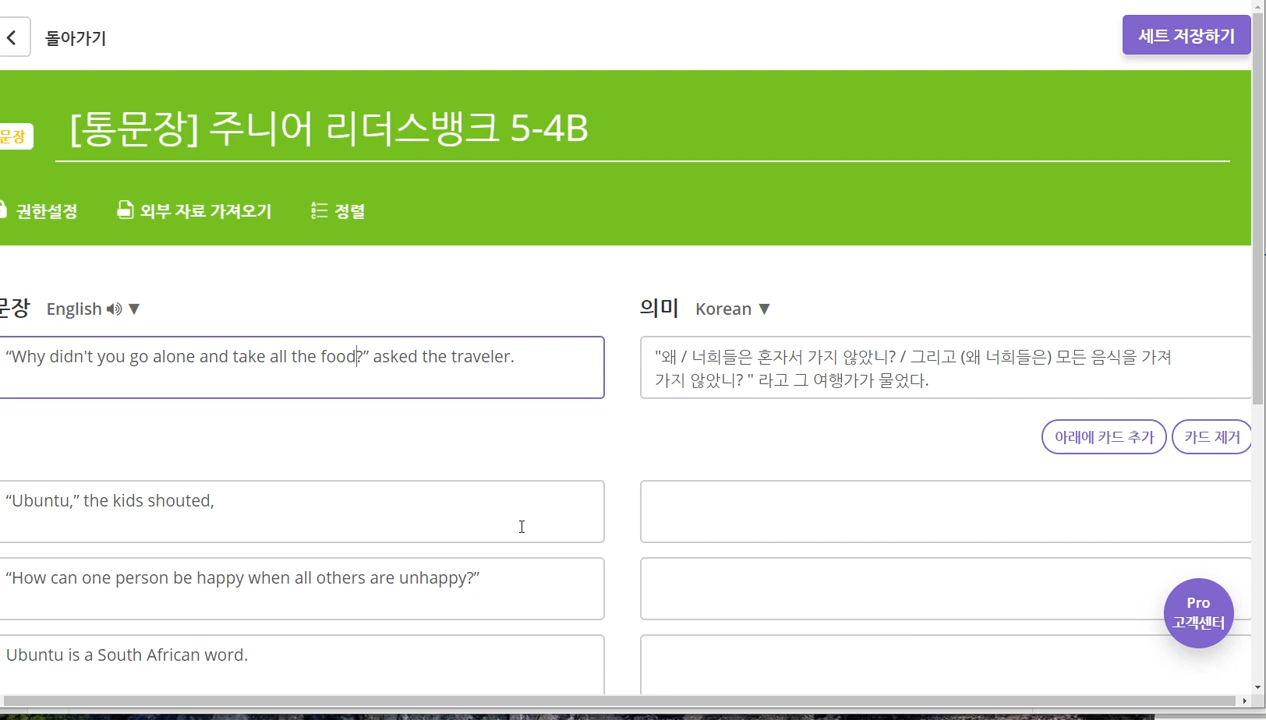 돌아가기
세트 저장하기
문장
[통문장] 주니어 리더스뱅크 5-4B
권한설정
외부 자료 가져오기
정렬
문장 English ▼
의미 Korean ▼
“Why didn't you go alone and take all the food?” asked the traveler.
"왜 / 너희들은 혼자서 가지 않았니? / 그리고 (왜 너희들은) 모든 음식을 가져
가지 않았니? " 라고 그 여행가가 물었다.
아래에 카드 추가
카드 제거
“Ubuntu,” the kids shouted,
“How can one person be happy when all others are unhappy?”
Pro
고객센터
Ubuntu is a South African word.